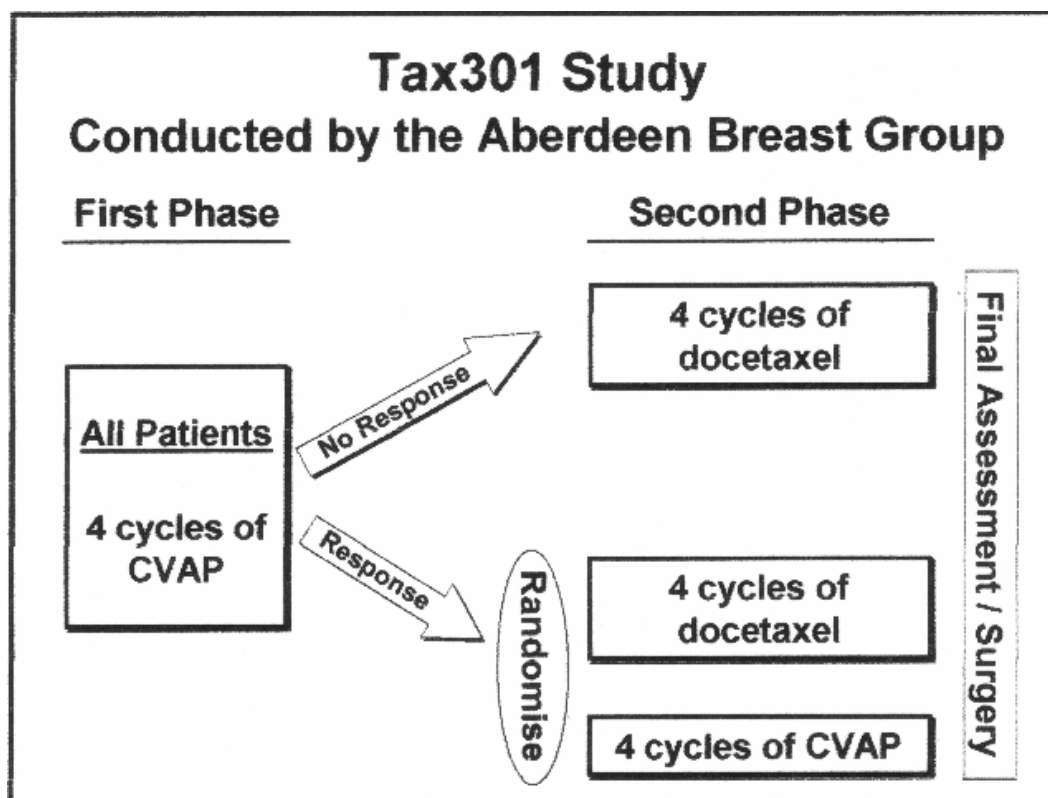 Tax301 Study
Conducted by the Aberdeen Breast Group
First Phase
Second Phase
All Patients
4 cycles of
CVAP
No Response
Response
Randomise
4 cycles of
docetaxel
4 cycles of
docetaxel
4 cycles of CVAP
Final Assessment / Surgery